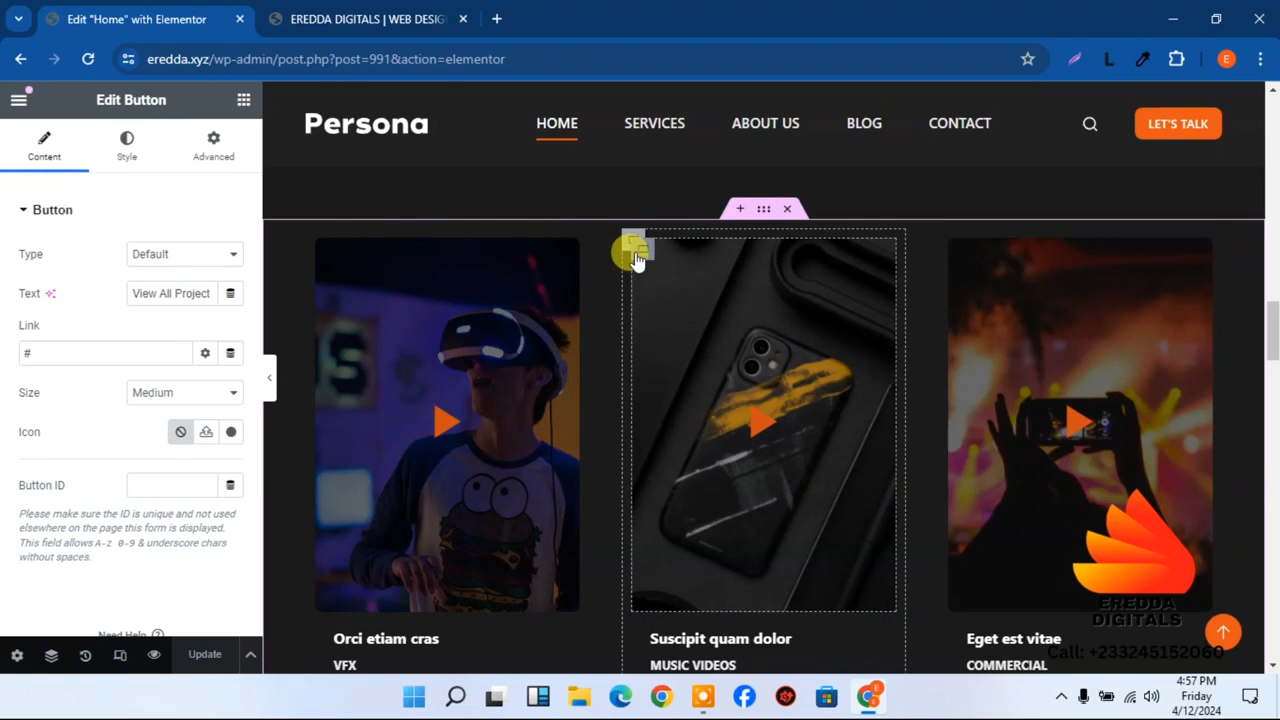 Edit "Home" with Elementor
EREDDA DIGITALS | WEB DESIG
eredda.xyz/wp-admin/post.php?post=991&action=elementor
E
Edit Button
Content
Style
Advanced
Button
Type
Default
Text
View All Project
Link
#
Size
Medium
Icon
Button ID
Please make sure the ID is unique and not used
elsewhere on the page this form is displayed.
This field allows A-z 0-9 & underscore chars
without spaces.
Need Help
Update
Persona
HOME
SERVICES
ABOUT US
BLOG
CONTACT
LET'S TALK
Orci etiam cras
VFX
Suscipit quam dolor
MUSIC VIDEOS
Eget est vitae
COMMERCIAL
EREDDA
DIGITALS
Call: +233245152060
E
4:57 PM
Friday
4/12/2024